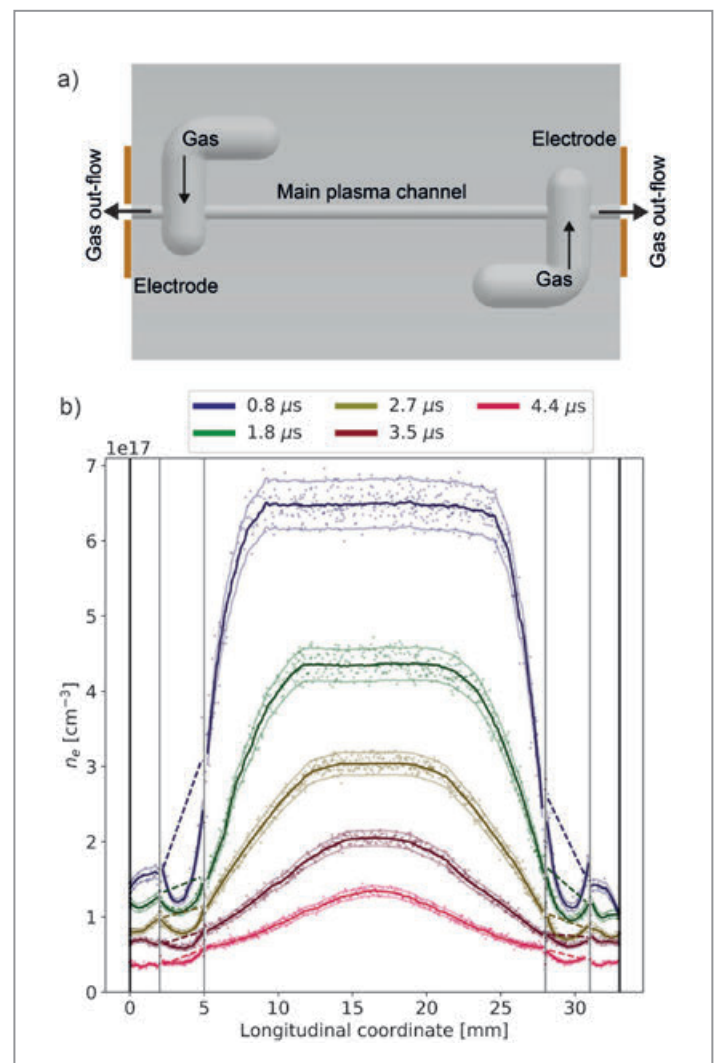 a)
Gas
Electrode
Main plasma channel
Gas out-flow
Gas out-flow
Electrode
Gas
b)
0.8 μs
2.7 μs
4.4 μs
1.8 μs
3.5 μs
1e17
7
6
5
4
3
2
1
0
nₑ [cm⁻³]
0 5 10 15 20 25 30
Longitudinal coordinate [mm]